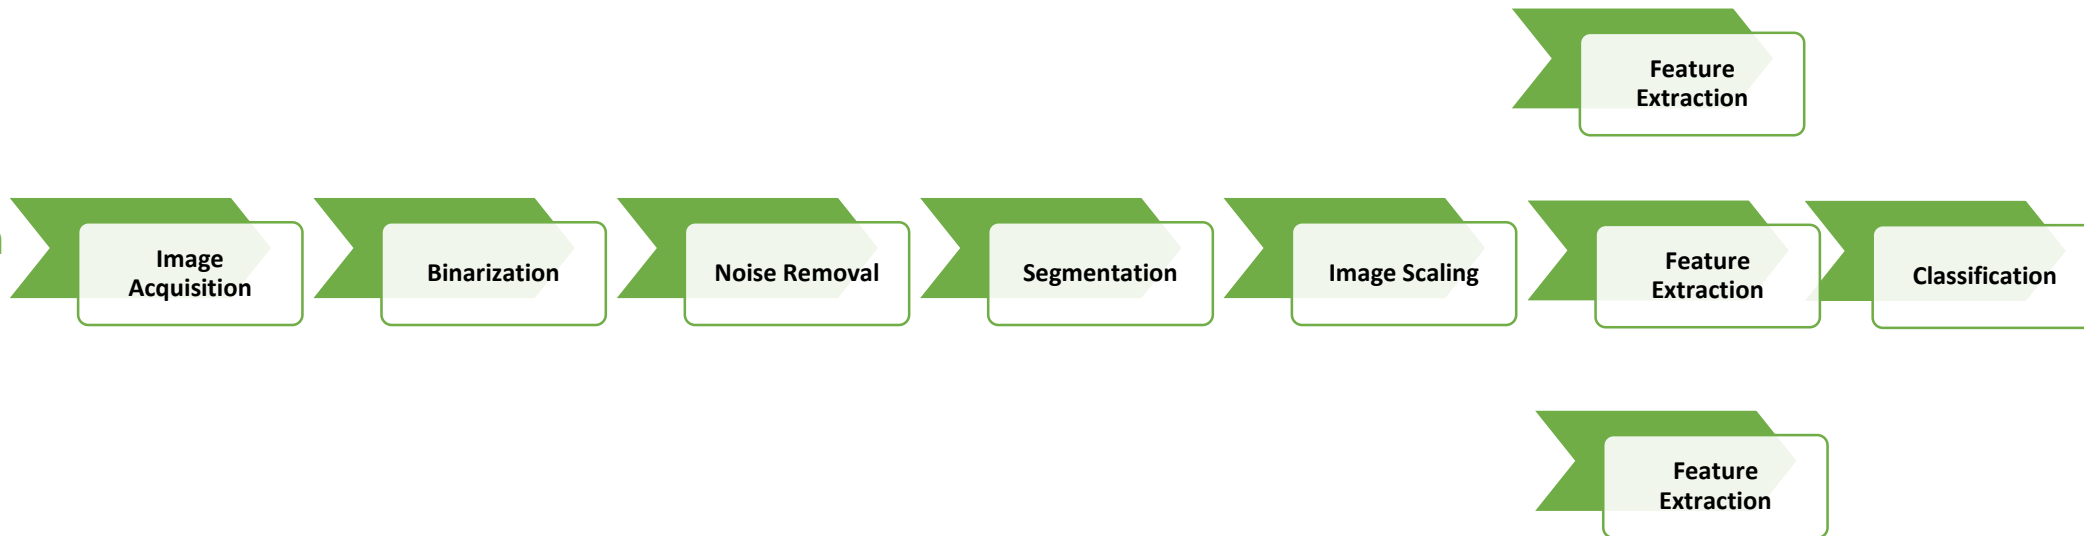 Feature
Extraction
Image
Acquisition
Binarization
Noise Removal
Segmentation
Image Scaling
Feature
Extraction
Classification
Feature
Extraction